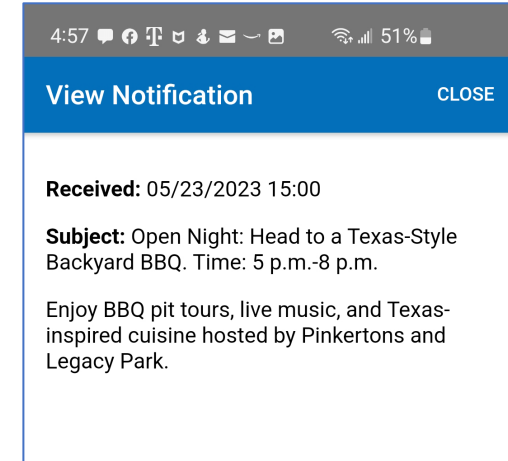 4:57 51%
View Notification CLOSE
Received: 05/23/2023 15:00
Subject: Open Night: Head to a Texas-Style
Backyard BBQ. Time: 5 p.m.-8 p.m.
Enjoy BBQ pit tours, live music, and Texas-
inspired cuisine hosted by Pinkertons and
Legacy Park.